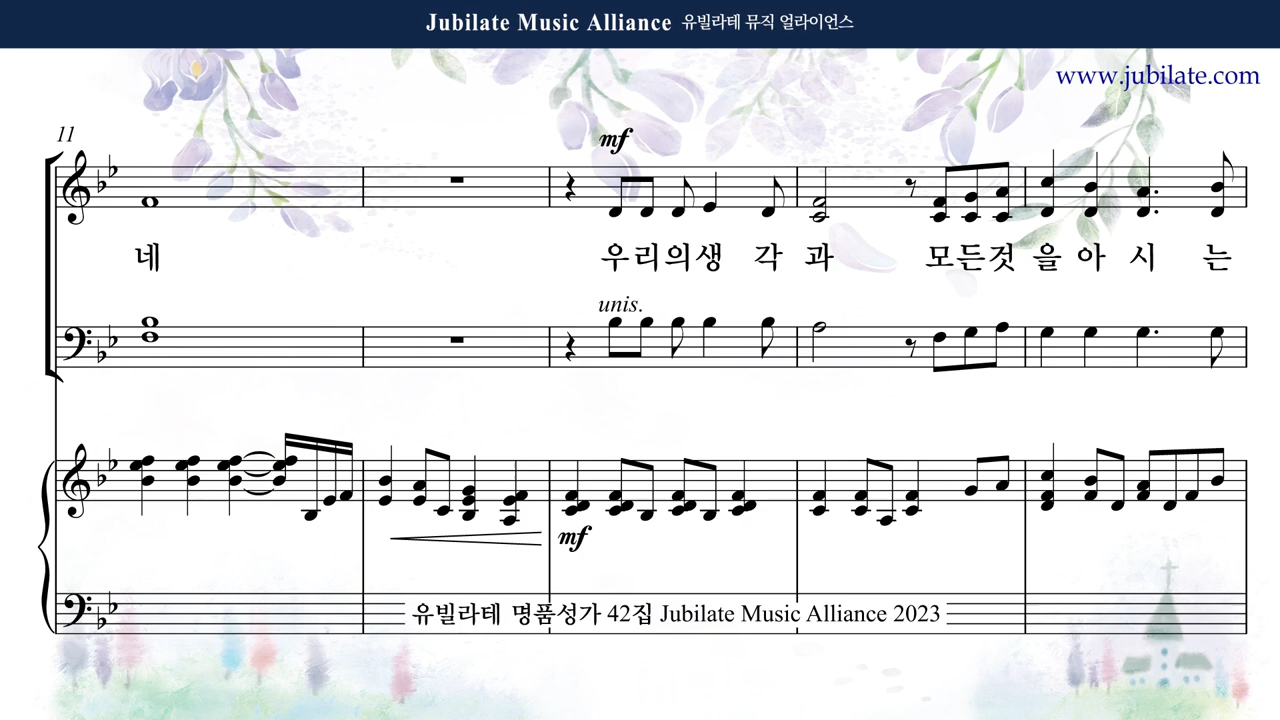 Jubilate Music Alliance 유빌라테 뮤직 얼라이언스
www.jubilate.com
11
mf
네 우리의생 각 과 모든것 을 아 시 는
unis.
mf
유빌라테 명품성가 42집 Jubilate Music Alliance 2023